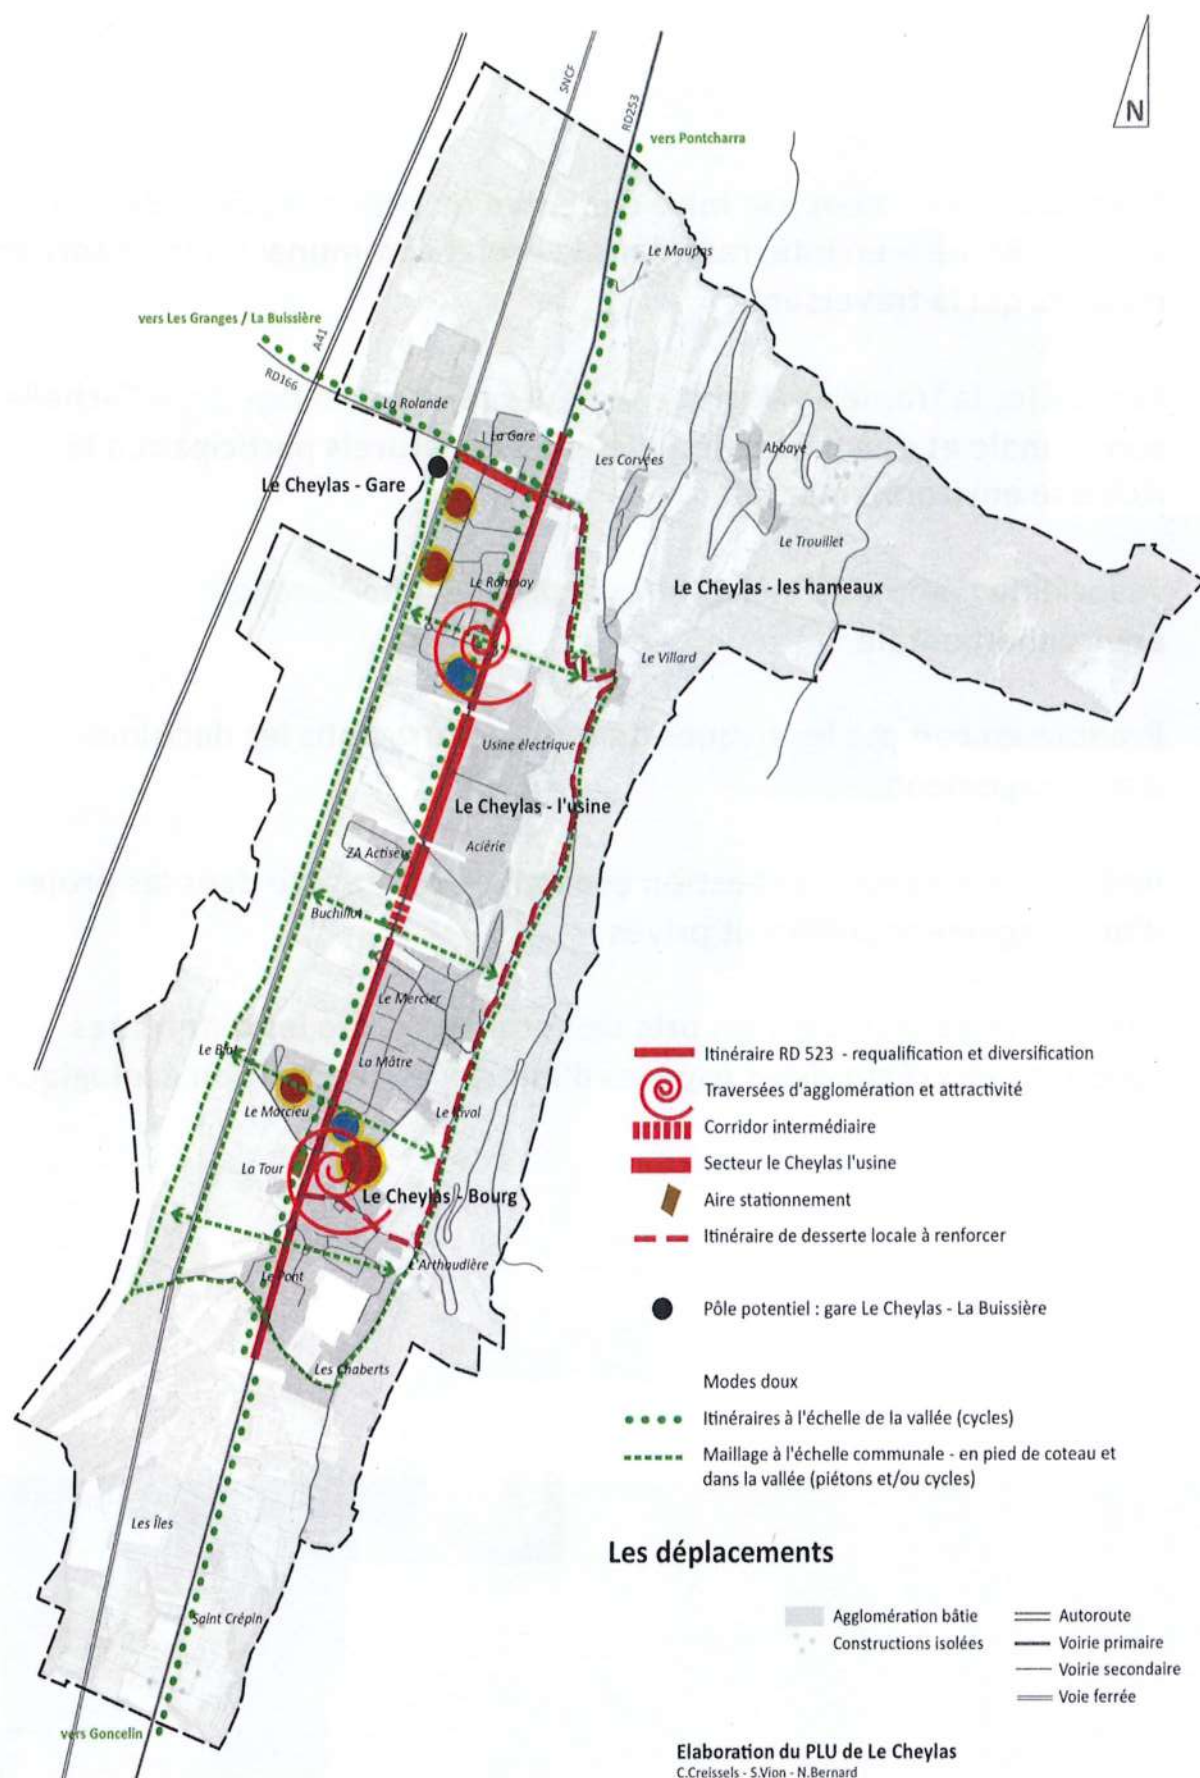 N
SNCF
RD253
vers Pontcharra
Le Maupas
vers Les Granges / La Buissière
A41
RD166
La Rolande
La Gare
Les Corvées
Abbaye
Le Cheylas - Gare
Le Trouillet
Le Rompay
Le Cheylas - les hameaux
Le Villard
Usine électrique
Le Cheylas - l'usine
ZA Actisère
Aciérie
Buchillot
Le Mercier
Le Brot
La Mâtre
Le Marcieu
Le Rival
La Tour
Le Cheylas - Bourg
L'Arthaudière
Le Pont
Les Chaberts
Les Îles
Saint Crépin
vers Goncelin
Itinéraire RD 523 - requalification et diversification
Traversées d'agglomération et attractivité
Corridor intermédiaire
Secteur le Cheylas l'usine
Aire stationnement
Itinéraire de desserte locale à renforcer
Pôle potentiel : gare Le Cheylas - La Buissière
Modes doux
Itinéraires à l'échelle de la vallée (cycles)
Maillage à l'échelle communale - en pied de coteau et
dans la vallée (piétons et/ou cycles)
Les déplacements
Agglomération bâtie
Constructions isolées
Autoroute
Voirie primaire
Voirie secondaire
Voie ferrée
Elaboration du PLU de Le Cheylas
C.Creissels - S.Vion - N.Bernard